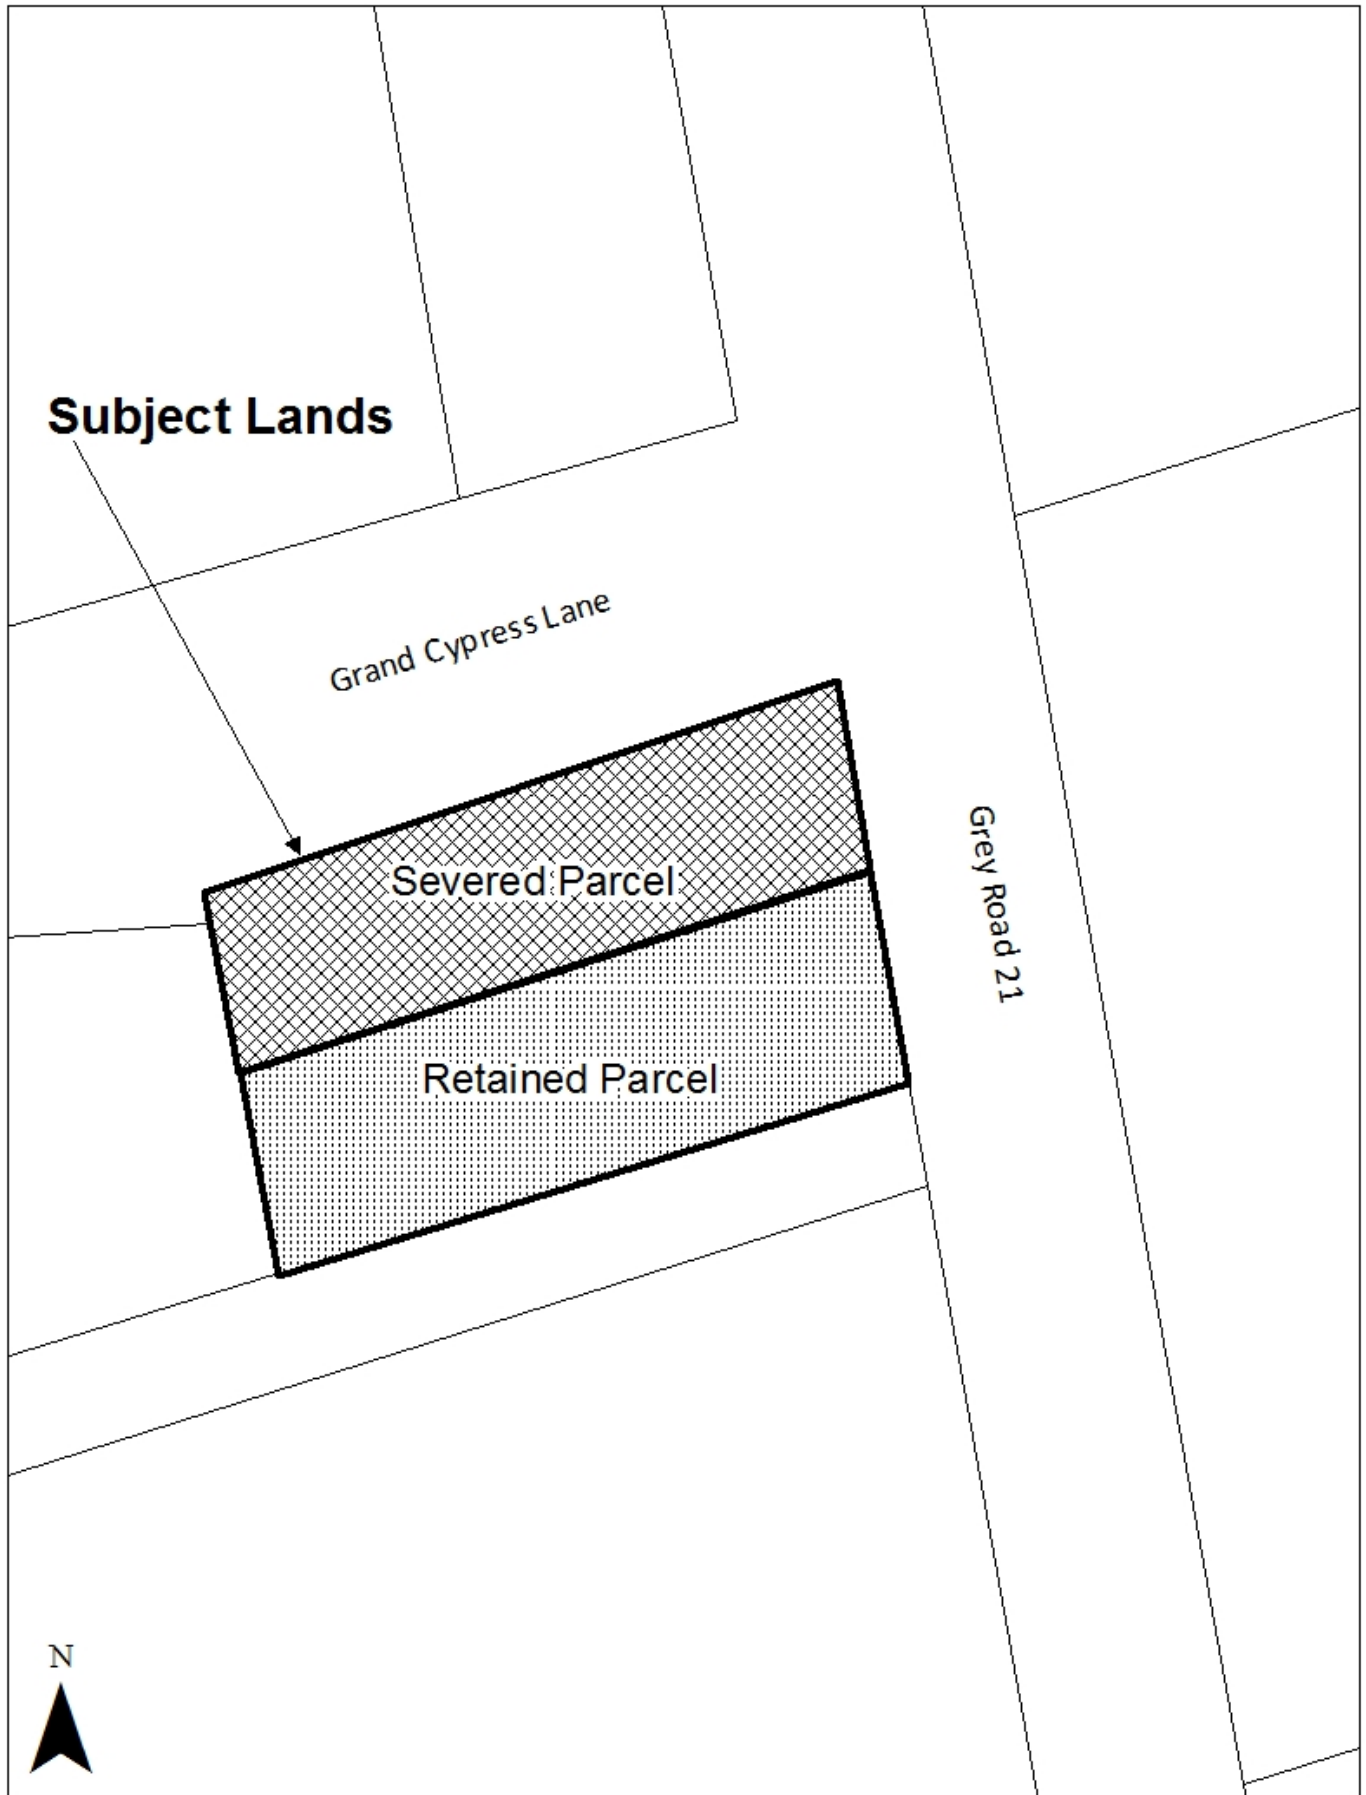 Subject Lands
Grand Cypress Lane
Severed Parcel
Grey Road 21
Retained Parcel
N